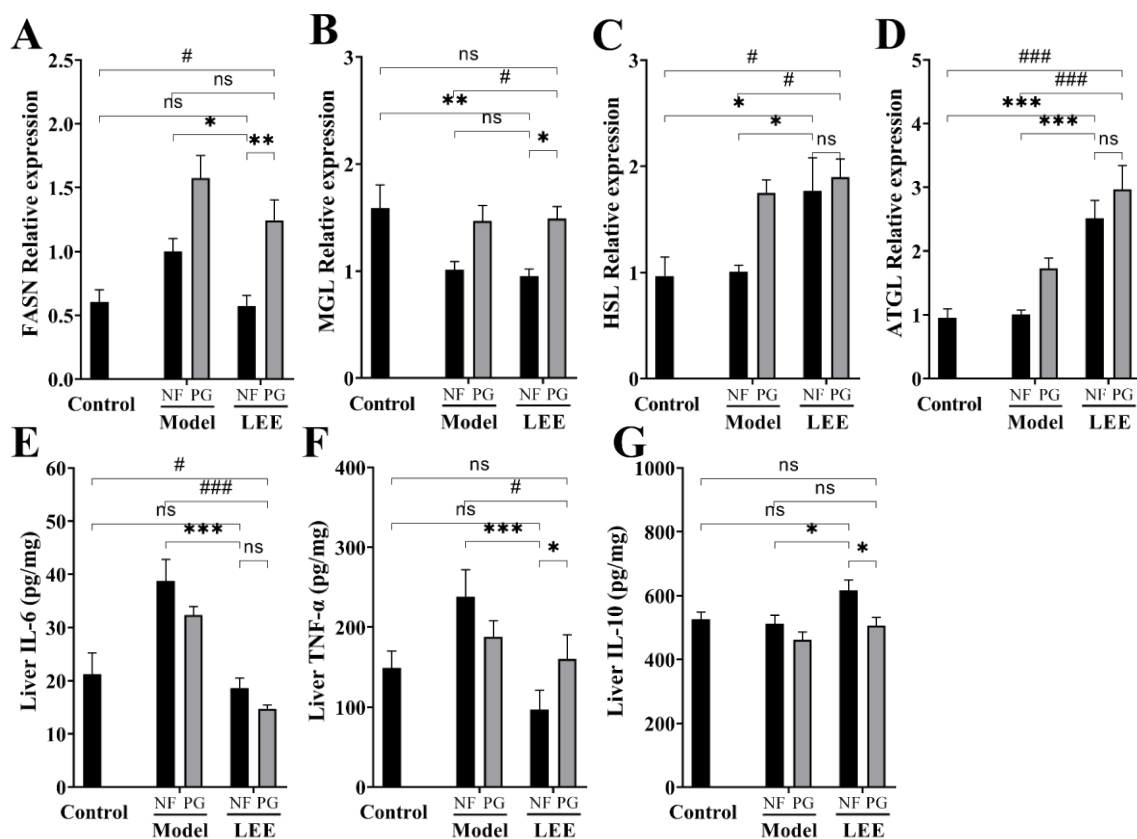 A
FASN Relative expression
2.5
2.0
1.5
1.0
0.5
0.0
#
ns
ns
*
**
NF PG
Control
Model
LEE
B
MGL Relative expression
3
2
1
0
ns
#
**
ns
*
NF PG
NF PG
Control
Model
LEE
C
HSL Relative expression
3
2
1
0
#
#
*
*
ns
NF PG
NF PG
Control
Model
LEE
D
ATGL Relative expression
5
4
3
2
1
0
###
###
***
***
ns
NF PG
NF PG
Control
Model
LEE
E
Liver IL-6 (pg/mg)
60
50
40
30
20
10
0
#
###
ns
***
ns
NF PG
NF PG
Control
Model
LEE
F
Liver TNF-α (pg/mg)
400
300
200
100
0
ns
#
ns
***
*
NF PG
NF PG
Control
Model
LEE
G
Liver IL-10 (pg/mg)
1000
800
600
400
200
0
ns
ns
ns
*
*
NF PG
NF PG
Control
Model
LEE